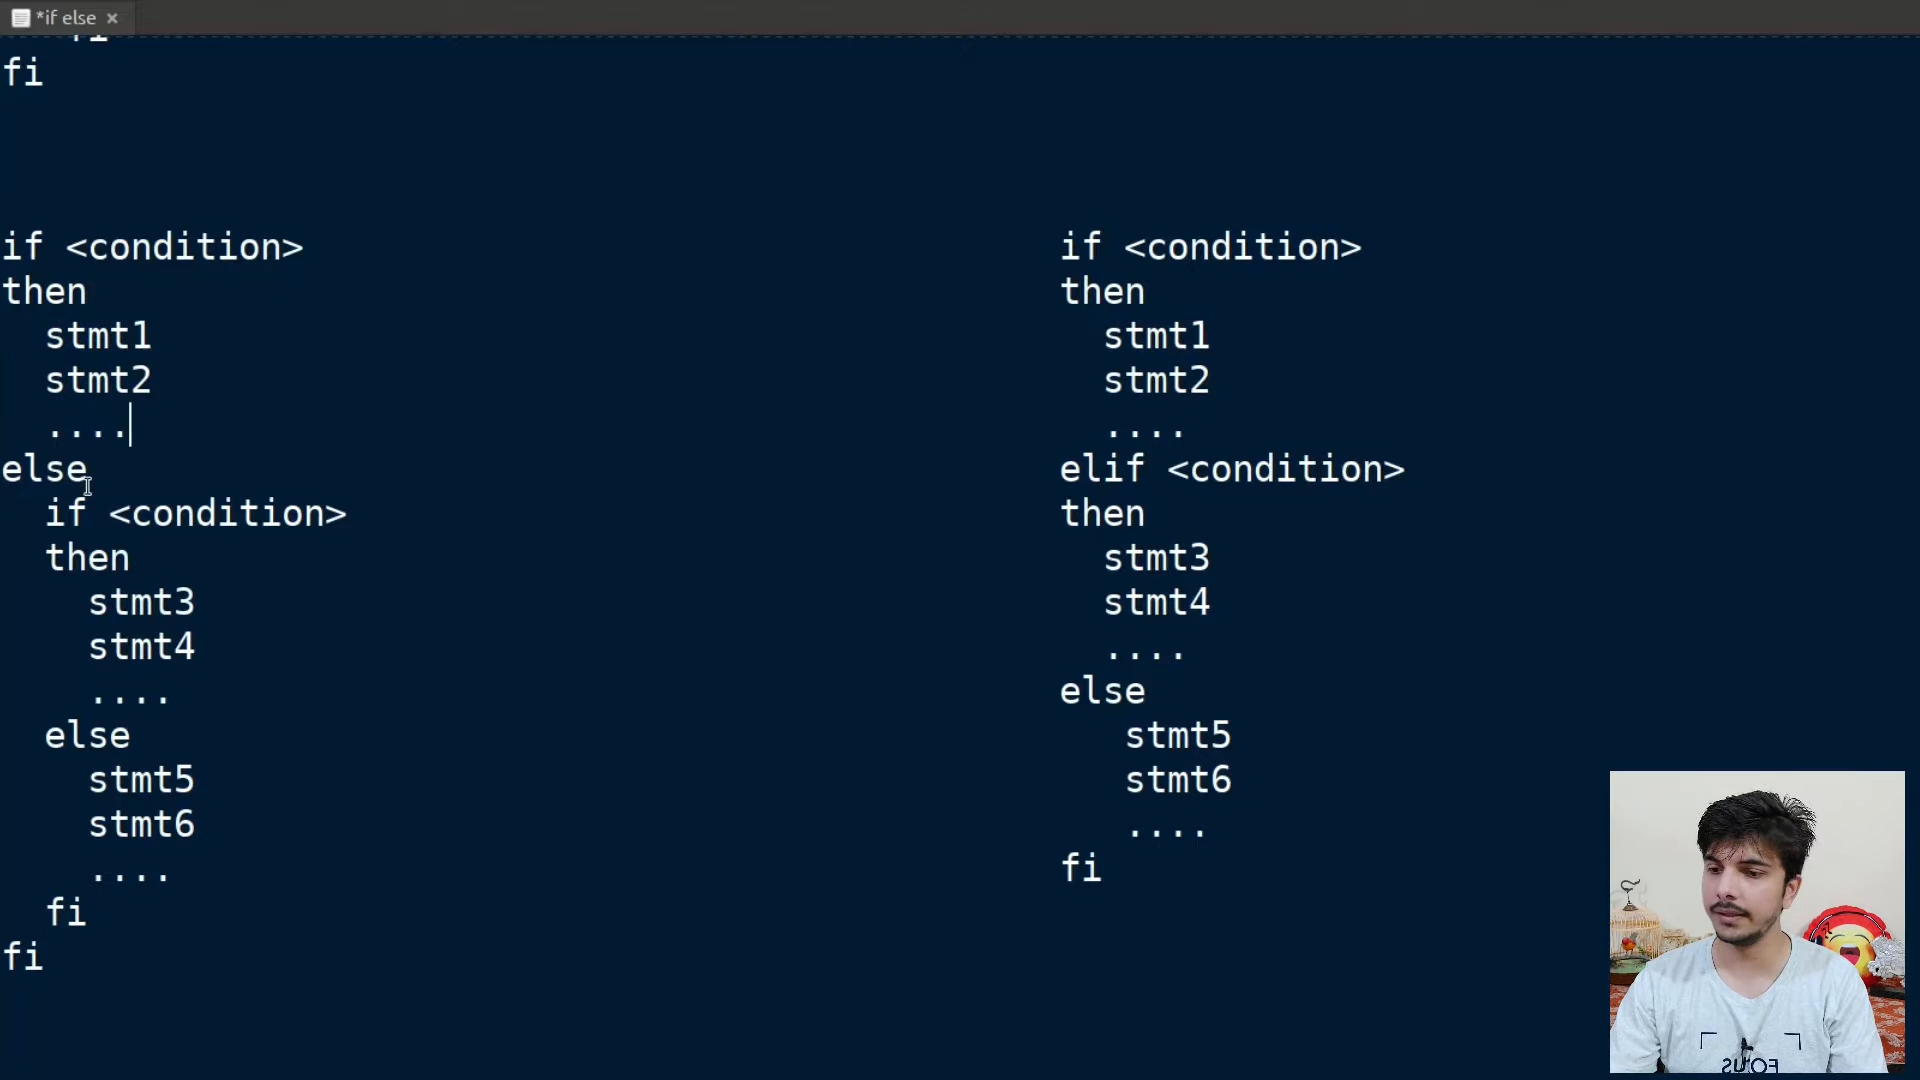 *if else ×
fi
fi
if <condition>
then
stmt1
stmt2
....
else
if <condition>
then
stmt3
stmt4
....
else
stmt5
stmt6
....
fi
fi
if <condition>
then
stmt1
stmt2
....
elif <condition>
then
stmt3
stmt4
....
else
stmt5
stmt6
....
fi